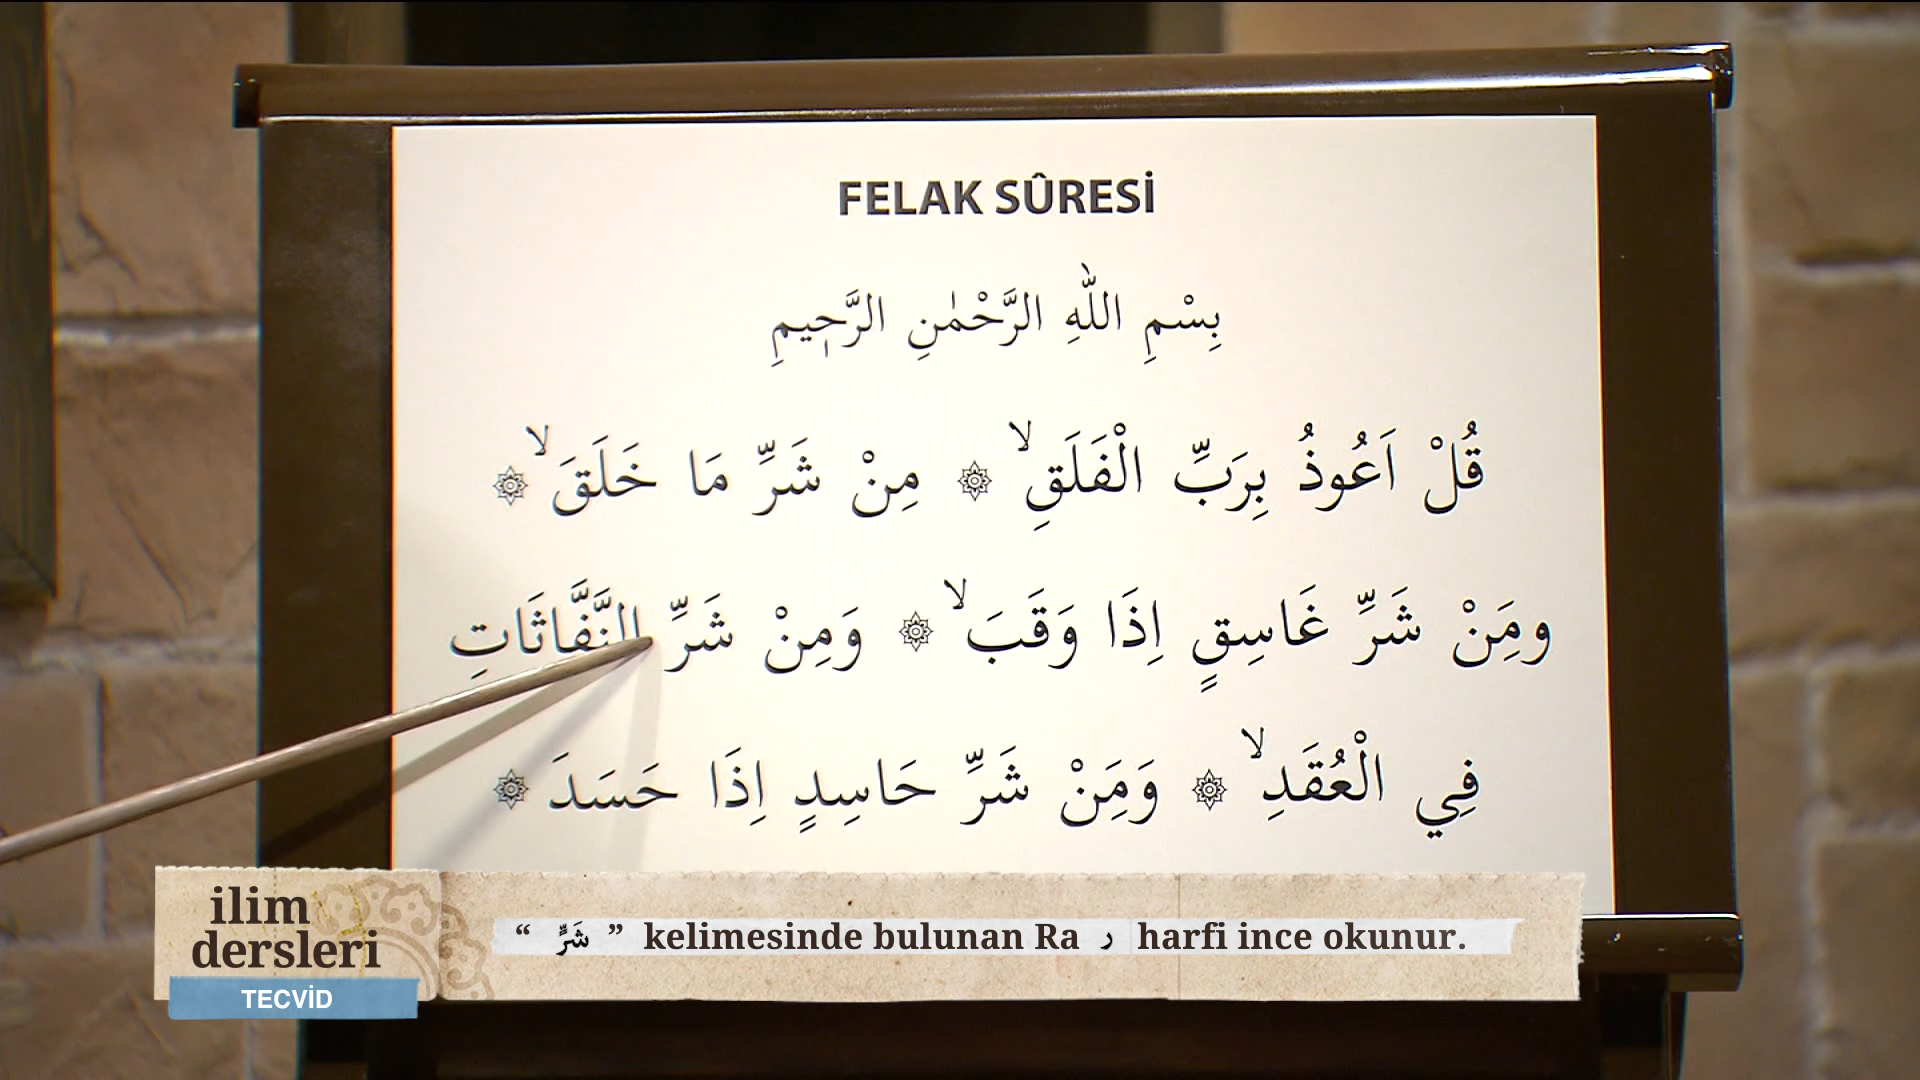 FELAK SÛRESİ
بِسْمِ اللّٰهِ الرَّحْمٰنِ الرَّحٖيمِ
قُلْ اَعُوذُ بِرَبِّ الْفَلَقِۙ ۞ مِنْ شَرِّ مَا خَلَقَۙ ۞
ومَِنْ شَرِّ غَاسِقٍ اِذَا وَقَبَۙ ۞ وَمِنْ شَرِّ النَّفَّاثَاتِ
فِي الْعُقَدِۙ ۞ وَمَِنْ شَرِّ حَاسِدٍ اِذَا حَسَدَ ۞
ilim
dersleri
TECVİD
“ شَرٍّ ” kelimesinde bulunan Ra ر harfi ince okunur.